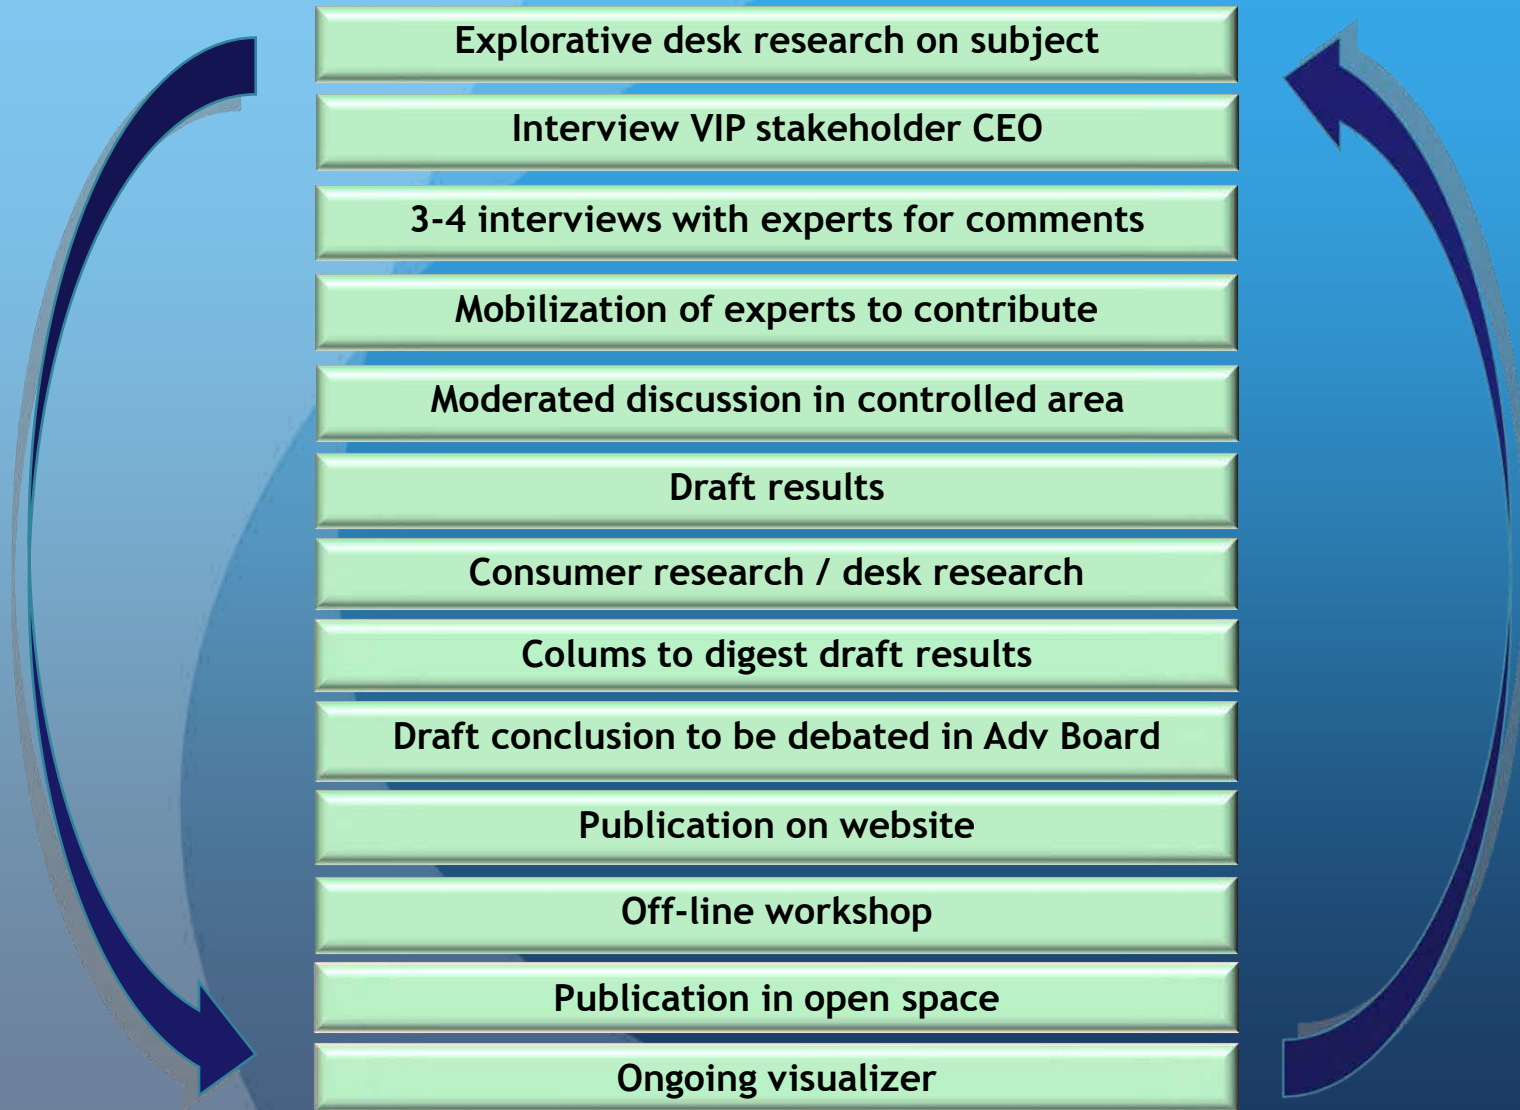 Explorative desk research on subject
Interview VIP stakeholder CEO
3-4 interviews with experts for comments
Mobilization of experts to contribute
Moderated discussion in controlled area
Draft results
Consumer research / desk research
Colums to digest draft results
Draft conclusion to be debated in Adv Board
Publication on website
Off-line workshop
Publication in open space
Ongoing visualizer